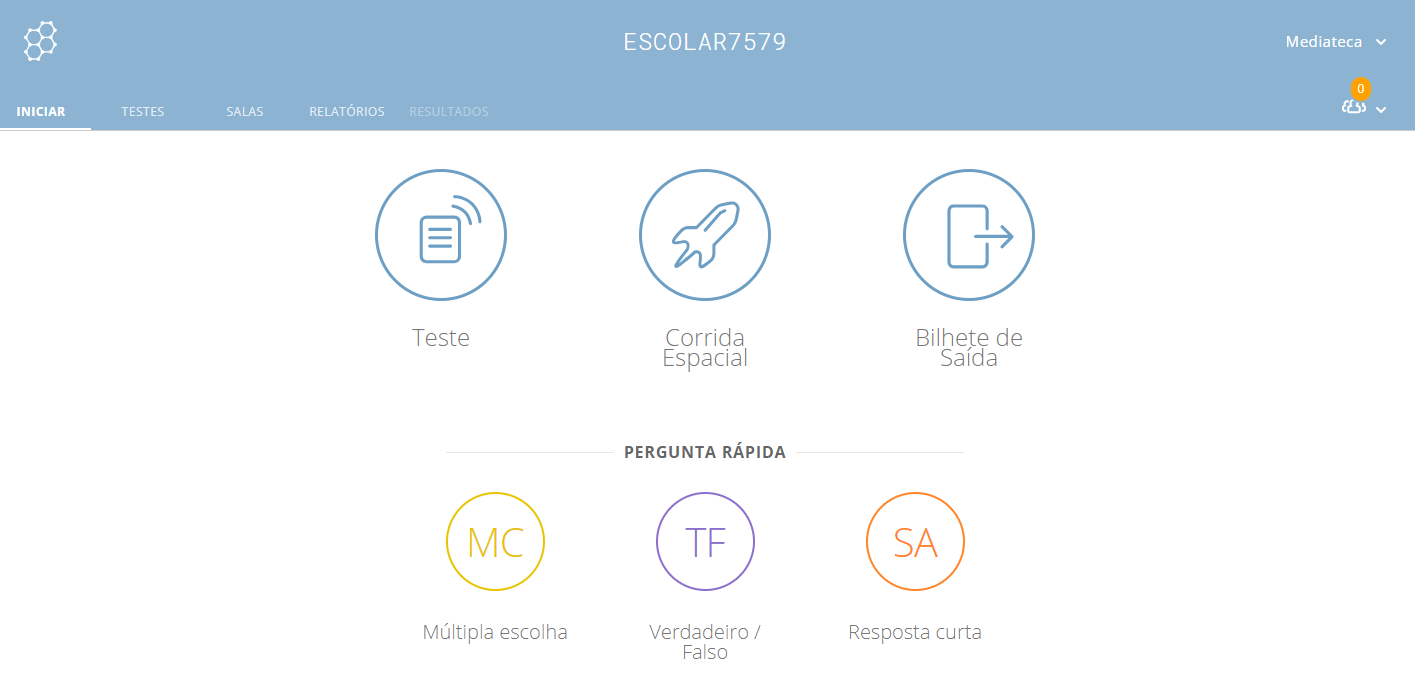 ESCOLAR7579
Mediateca
0
INICIAR TESTES SALAS RELATÓRIOS RESULTADOS
Teste
Corrida
Espacial
Bilhete de
Saída
PERGUNTA RÁPIDA
MC
TF
SA
Múltipla escolha
Verdadeiro /
Falso
Resposta curta